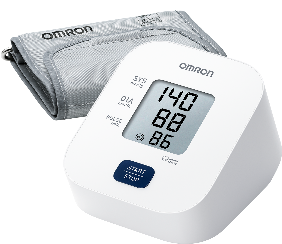 OMRON
OMRON
SYS
140
DIA
88
PULSE
86
START
STOP